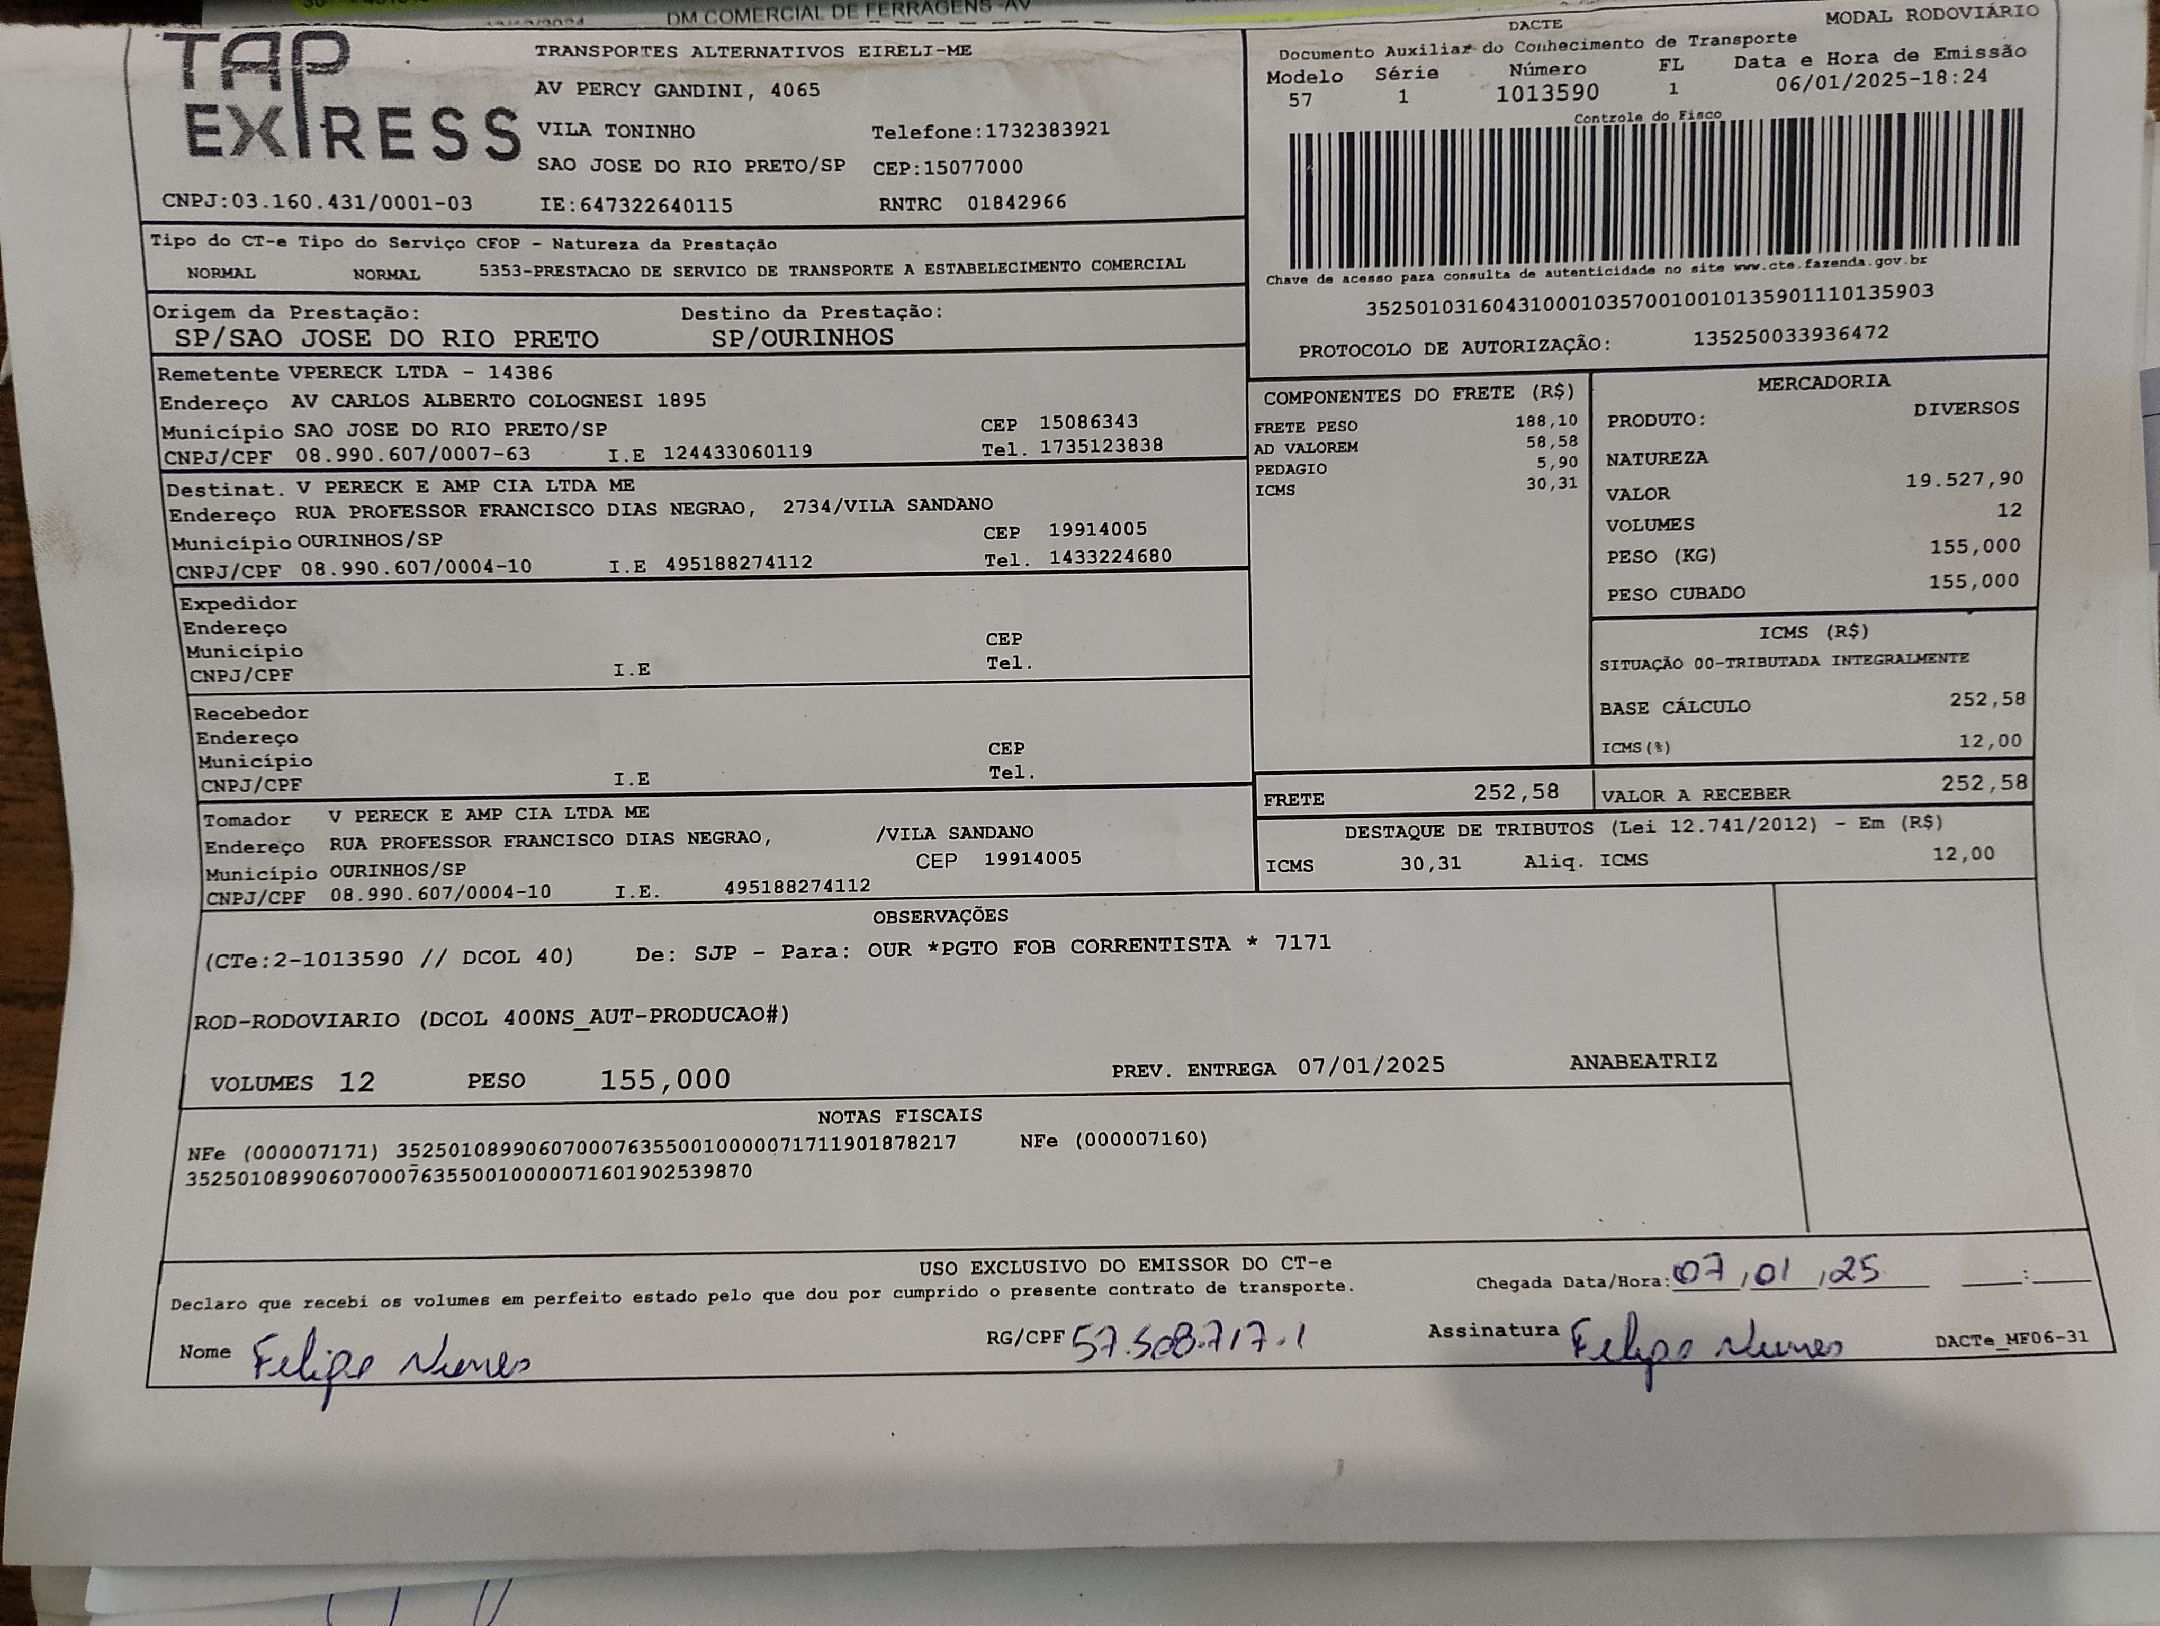 DM COMERCIAL DE FERRAGENS -AV
TAP EXPRESS
TRANSPORTES ALTERNATIVOS EIRELI-ME
AV PERCY GANDINI, 4065
VILA TONINHO Telefone:1732383921
SAO JOSE DO RIO PRETO/SP CEP:15077000
CNPJ:03.160.431/0001-03 IE:647322640115 RNTRC 01842966
DACTE MODAL RODOVIÁRIO
Documento Auxiliar do Conhecimento de Transporte
Modelo Série Número FL Data e Hora de Emissão
57 1 1013590 1 06/01/2025-18:24
Controle do Fisco
Chave de acesso para consulta de autenticidade no site www.cte.fazenda.gov.br
35250103160431000103570010010135901110135903
PROTOCOLO DE AUTORIZAÇÃO: 135250033936472
Tipo do CT-e Tipo do Serviço CFOP - Natureza da Prestação
NORMAL NORMAL 5353-PRESTACAO DE SERVICO DE TRANSPORTE A ESTABELECIMENTO COMERCIAL
Origem da Prestação: Destino da Prestação:
SP/SAO JOSE DO RIO PRETO SP/OURINHOS
Remetente VPERECK LTDA - 14386
Endereço AV CARLOS ALBERTO COLOGNESI 1895
Município SAO JOSE DO RIO PRETO/SP CEP 15086343
CNPJ/CPF 08.990.607/0007-63 I.E 124433060119 Tel. 1735123838
Destinat. V PERECK E AMP CIA LTDA ME
Endereço RUA PROFESSOR FRANCISCO DIAS NEGRAO, 2734/VILA SANDANO
Município OURINHOS/SP CEP 19914005
CNPJ/CPF 08.990.607/0004-10 I.E 495188274112 Tel. 1433224680
Expedidor
Endereço
Município CEP
CNPJ/CPF I.E Tel.
Recebedor
Endereço
Município CEP
CNPJ/CPF I.E Tel.
Tomador V PERECK E AMP CIA LTDA ME
Endereço RUA PROFESSOR FRANCISCO DIAS NEGRAO, /VILA SANDANO
Município OURINHOS/SP CEP 19914005
CNPJ/CPF 08.990.607/0004-10 I.E. 495188274112
COMPONENTES DO FRETE (R$)
FRETE PESO 188,10
AD VALOREM 58,58
PEDAGIO 5,90
ICMS 30,31
MERCADORIA
PRODUTO: DIVERSOS
NATUREZA
VALOR 19.527,90
VOLUMES 12
PESO (KG) 155,000
PESO CUBADO 155,000
ICMS (R$)
SITUAÇÃO 00-TRIBUTADA INTEGRALMENTE
BASE CÁLCULO 252,58
ICMS(%) 12,00
FRETE 252,58 VALOR A RECEBER 252,58
DESTAQUE DE TRIBUTOS (Lei 12.741/2012) - Em (R$)
ICMS 30,31 Aliq. ICMS 12,00
OBSERVAÇÕES
(CTe:2-1013590 // DCOL 40) De: SJP - Para: OUR *PGTO FOB CORRENTISTA * 7171
ROD-RODOVIARIO (DCOL 400NS_AUT-PRODUCAO#)
VOLUMES 12 PESO 155,000 PREV. ENTREGA 07/01/2025 ANABEATRIZ
NOTAS FISCAIS
NFe (000007171) 35250108990607000763550010000071711901878217 NFe (000007160)
35250108990607000763550010000071601902539870
USO EXCLUSIVO DO EMISSOR DO CT-e
Declaro que recebi os volumes em perfeito estado pelo que dou por cumprido o presente contrato de transporte.
Chegada Data/Hora: 07/01/25 __:__
Nome Felipe Nunes RG/CPF 57.508.717-1 Assinatura Felipe Nunes DACTe_MF06-31